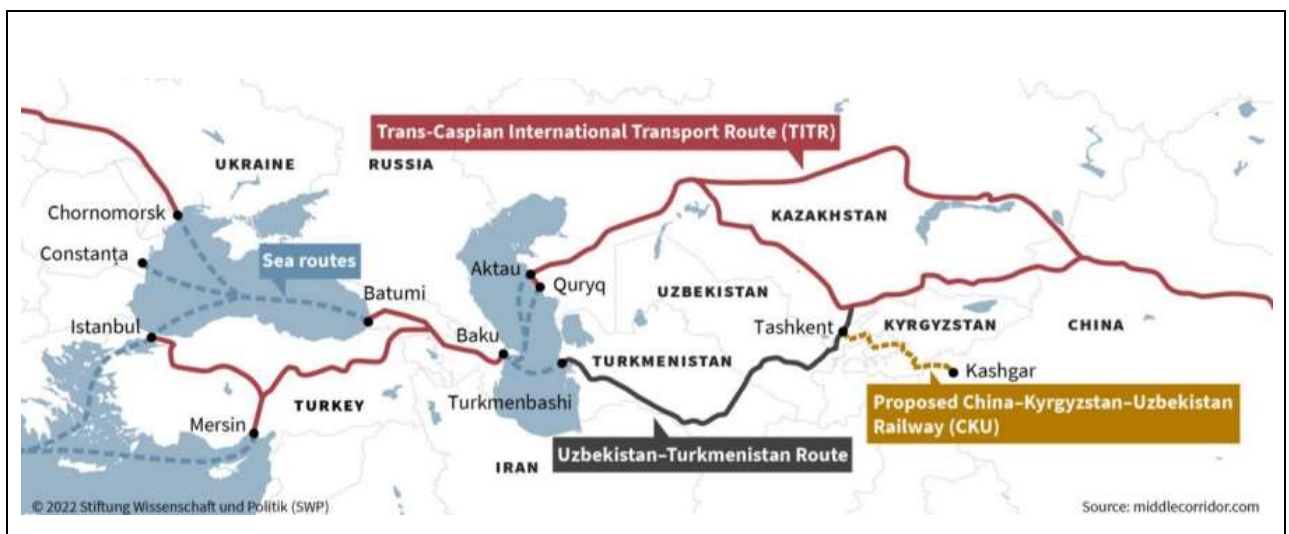 Trans-Caspian International Transport Route (TITR)
UKRAINE
RUSSIA
Chornomorsk
KAZAKHSTAN
Constanța
Sea routes
Aktau
Quryq
Batumi
UZBEKISTAN
Istanbul
Baku
Tashkent
KYRGYZSTAN
CHINA
TURKMENISTAN
Kashgar
Turkmenbashi
TURKEY
Proposed China–Kyrgyzstan–Uzbekistan
Railway (CKU)
Mersin
Uzbekistan–Turkmenistan Route
IRAN
© 2022 Stiftung Wissenschaft und Politik (SWP)
Source: middlecorridor.com